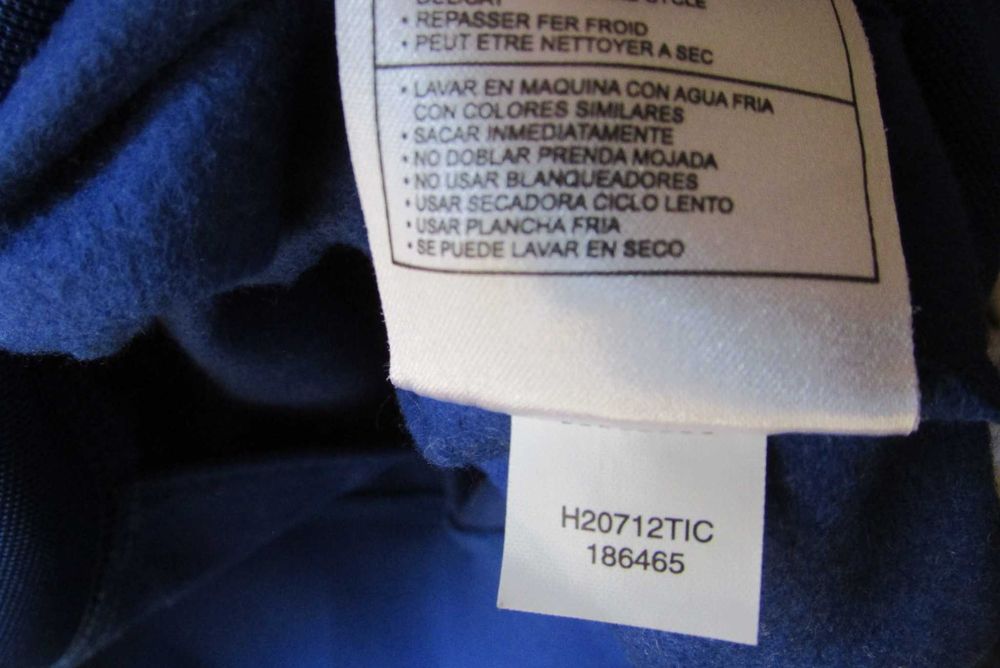 DELICAT CYCLE
• REPASSER FER FROID
• PEUT ETRE NETTOYER A SEC
• LAVAR EN MAQUINA CON AGUA FRIA
CON COLORES SIMILARES
• SACAR INMEDIATAMENTE
• NO DOBLAR PRENDA MOJADA
• NO USAR BLANQUEADORES
• USAR SECADORA CICLO LENTO
• USAR PLANCHA FRIA
• SE PUEDE LAVAR EN SECO
H20712TIC
186465